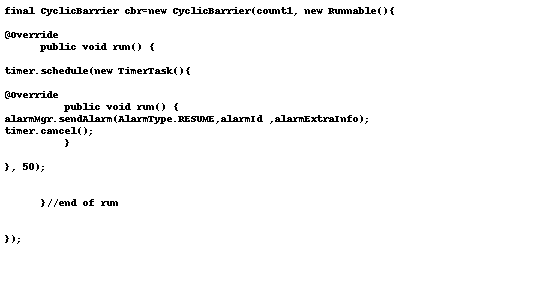 final CyclicBarrier cbr=new CyclicBarrier(count1, new Runnable(){
@Override
public void run() {
timer.schedule(new TimerTask(){
@Override
public void run() {
alarmMgr.sendAlarm(AlarmType.RESUME,alarmId ,alarmExtraInfo);
timer.cancel();
}
}, 50);
}//end of run
});